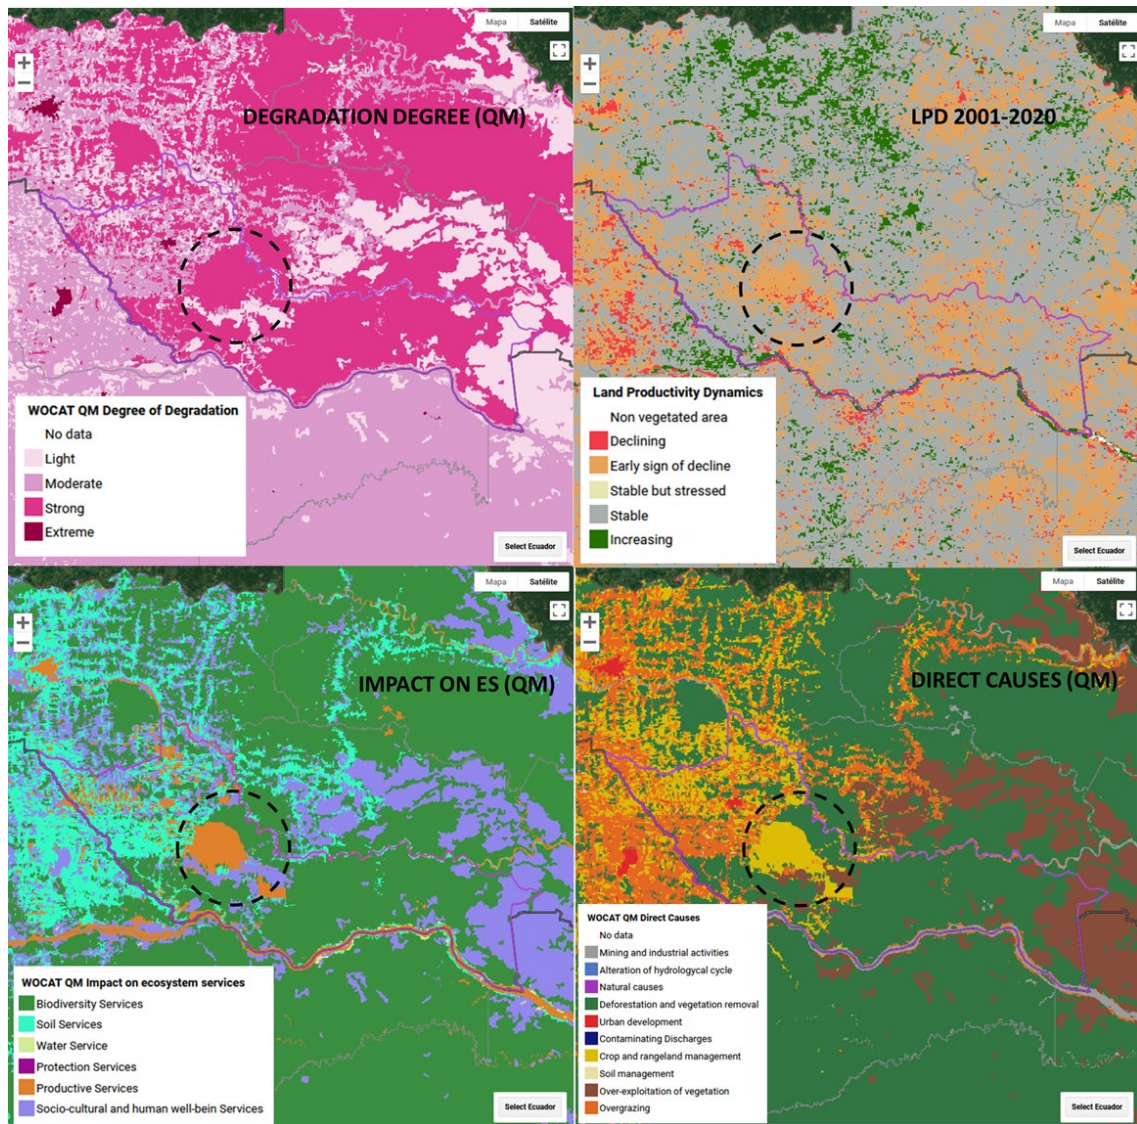 Mapa Satélite
+
−
DEGRADATION DEGREE (QM)
WOCAT QM Degree of Degradation
No data
Light
Moderate
Strong
Extreme
Select Ecuador
Mapa Satélite
+
−
LPD 2001-2020
Land Productivity Dynamics
Non vegetated area
Declining
Early sign of decline
Stable but stressed
Stable
Increasing
Select Ecuador
Mapa Satélite
+
−
IMPACT ON ES (QM)
WOCAT QM Impact on ecosystem services
Biodiversity Services
Soil Services
Water Service
Protection Services
Productive Services
Socio-cultural and human well-bein Services
Select Ecuador
Mapa Satélite
+
−
DIRECT CAUSES (QM)
WOCAT QM Direct Causes
No data
Mining and industrial activities
Alteration of hydrologycal cycle
Natural causes
Deforestation and vegetation removal
Urban development
Contaminating Discharges
Crop and rangeland management
Soil management
Over-exploitation of vegetation
Overgrazing
Select Ecuador